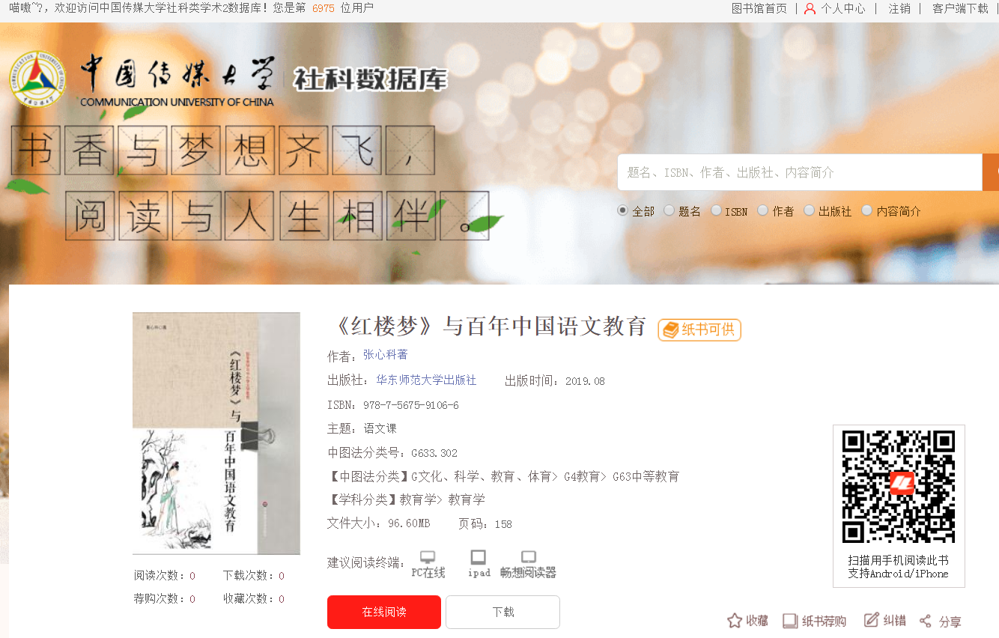 喵嗷~?，欢迎访问中国传媒大学社科类学术2数据库！您是第 6975 位用户
图书馆首页 | 个人中心 | 注销 | 客户端下载 |
中国传媒大学 社科数据库
COMMUNICATION UNIVERSITY OF CHINA
书香与梦想齐飞，
阅读与人生相伴。
题名、ISBN、作者、出版社、内容简介
全部 题名 ISBN 作者 出版社 内容简介
《红楼梦》与百年中国语文教育 纸书可供
作者：张心科著
出版社：华东师范大学出版社 出版时间：2019.08
ISBN：978-7-5675-9106-6
主题：语文课
中图法分类号：G633.302
【中图法分类】G文化、科学、教育、体育> G4教育> G63中等教育
【学科分类】教育学> 教育学
文件大小：96.60MB 页码：158
建议阅读终端：
PC在线 ipad 畅想阅读器
在线阅读 下载
张心科◎著
《红楼梦》与
百年中国语文教育
阅读次数：0 下载次数：0
荐购次数：0 收藏次数：0
扫描用手机阅读此书
支持Android/iPhone
收藏 纸书荐购 纠错 分享